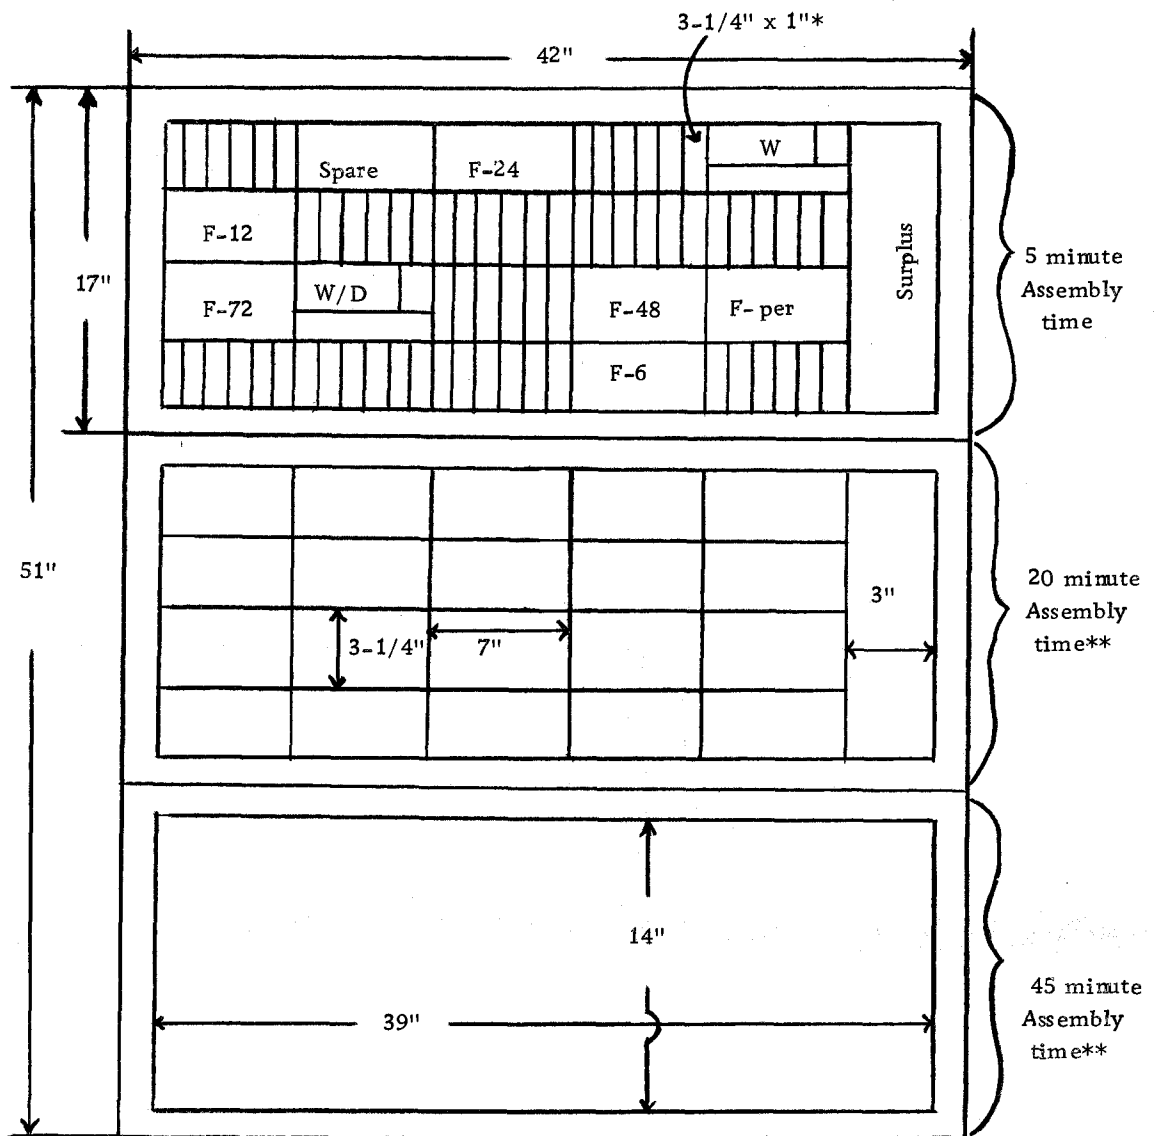 3-1/4" x 1"*
42"
W
Spare
F-24
F-12
Surplus
5 minute
Assembly
time
17"
W/D
F-72
F-48
F-per
F-6
51"
20 minute
Assembly
time**
3"
3-1/4"
7"
14"
45 minute
Assembly
time**
39"